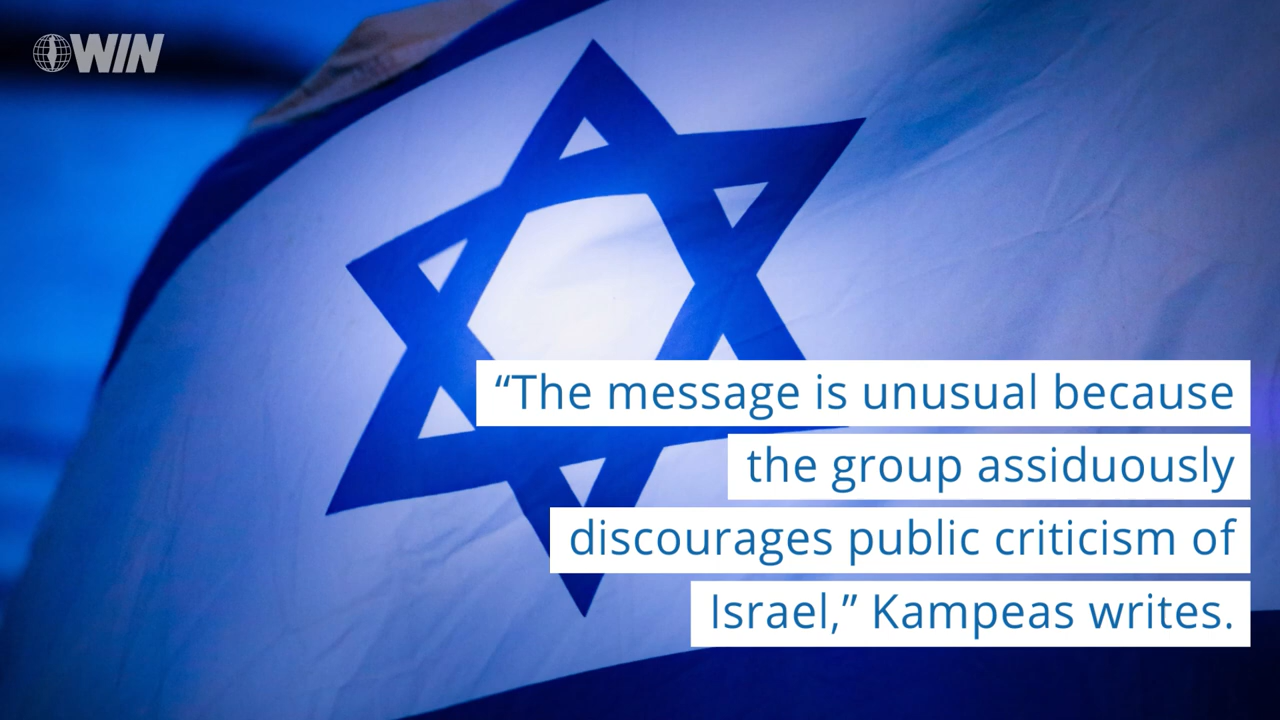 WIN
“The message is unusual because
the group assiduously
discourages public criticism of
Israel,” Kampeas writes.